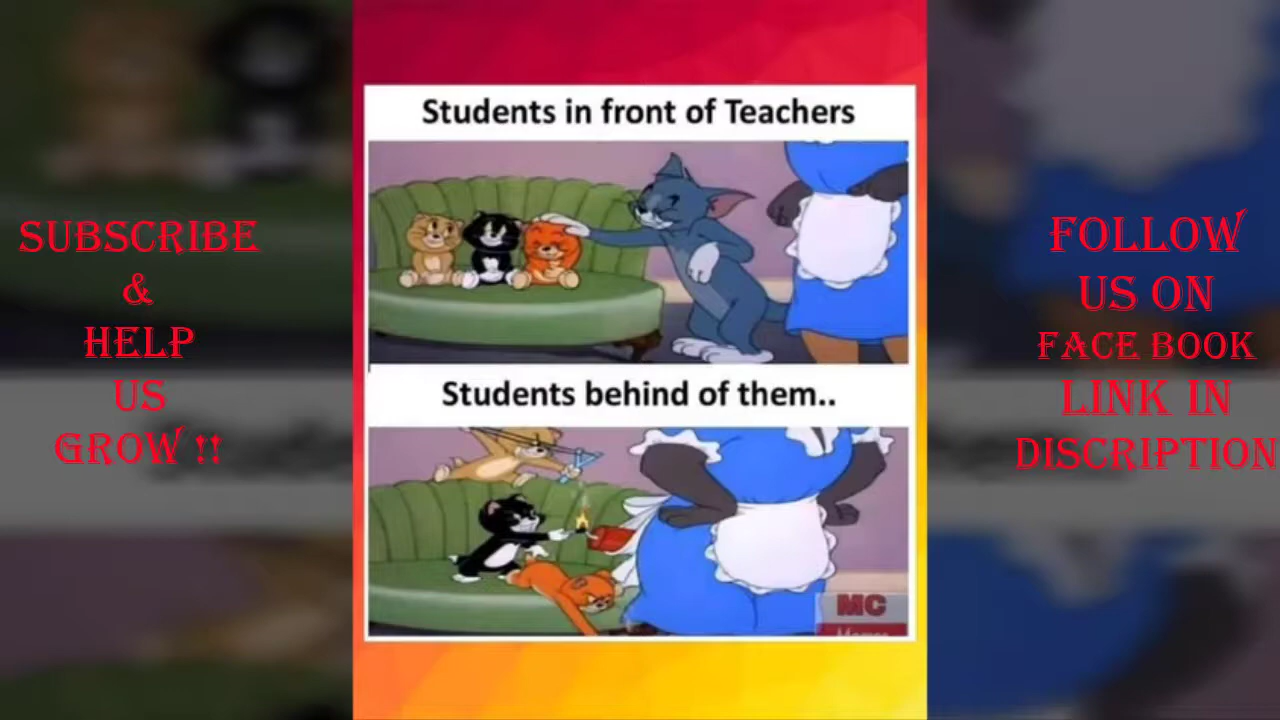 Students in front of Teachers
Students behind of them..
SUBSCRIBE
&
HELP
US
GROW !!
FOLLOW
US ON
FACE BOOK
LINK IN
DISCRIPTION
MC